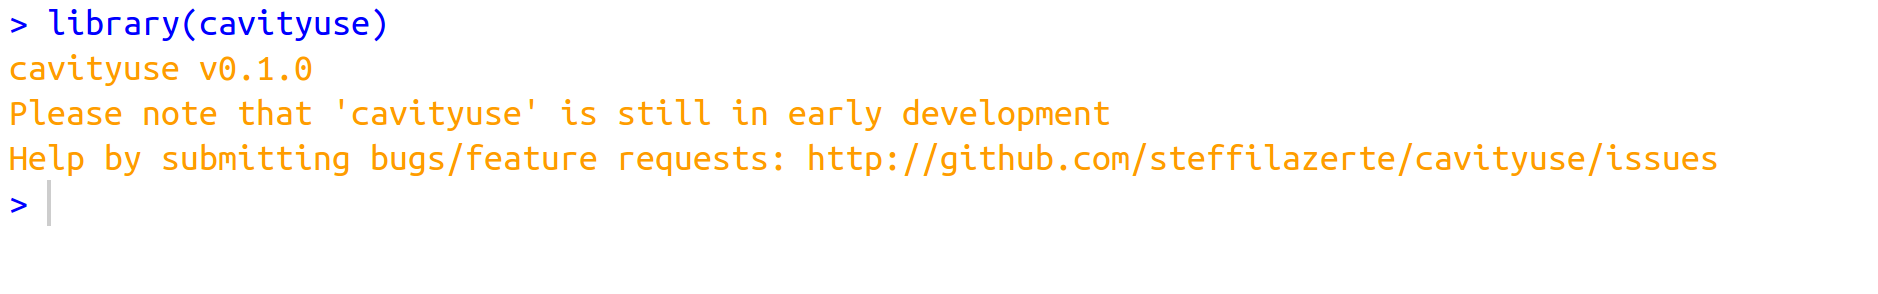 > library(cavityuse)
cavityuse v0.1.0
Please note that 'cavityuse' is still in early development
Help by submitting bugs/feature requests: http://github.com/steffilazerte/cavityuse/issues
>